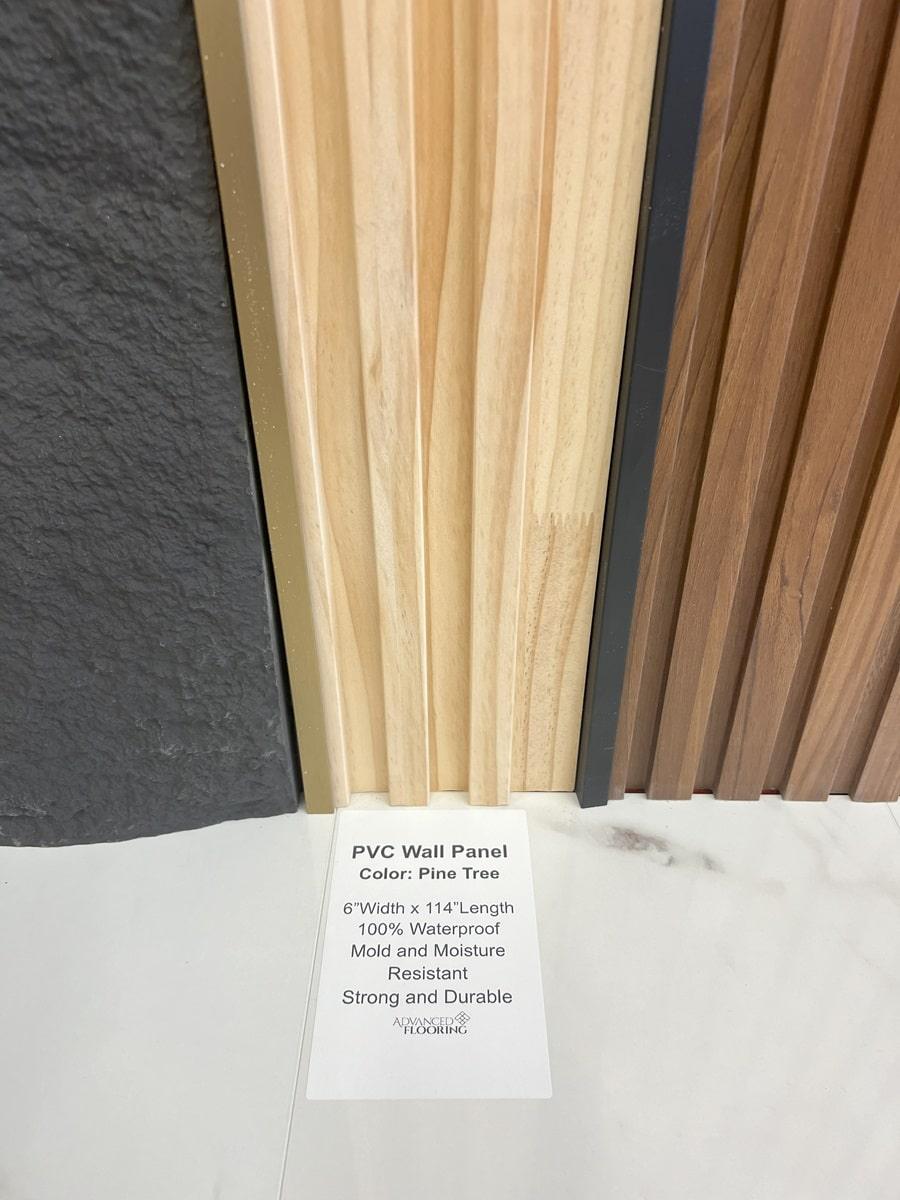 PVC Wall Panel
Color: Pine Tree
6”Width x 114”Length
100% Waterproof
Mold and Moisture
Resistant
Strong and Durable
ADVANCED
FLOORING